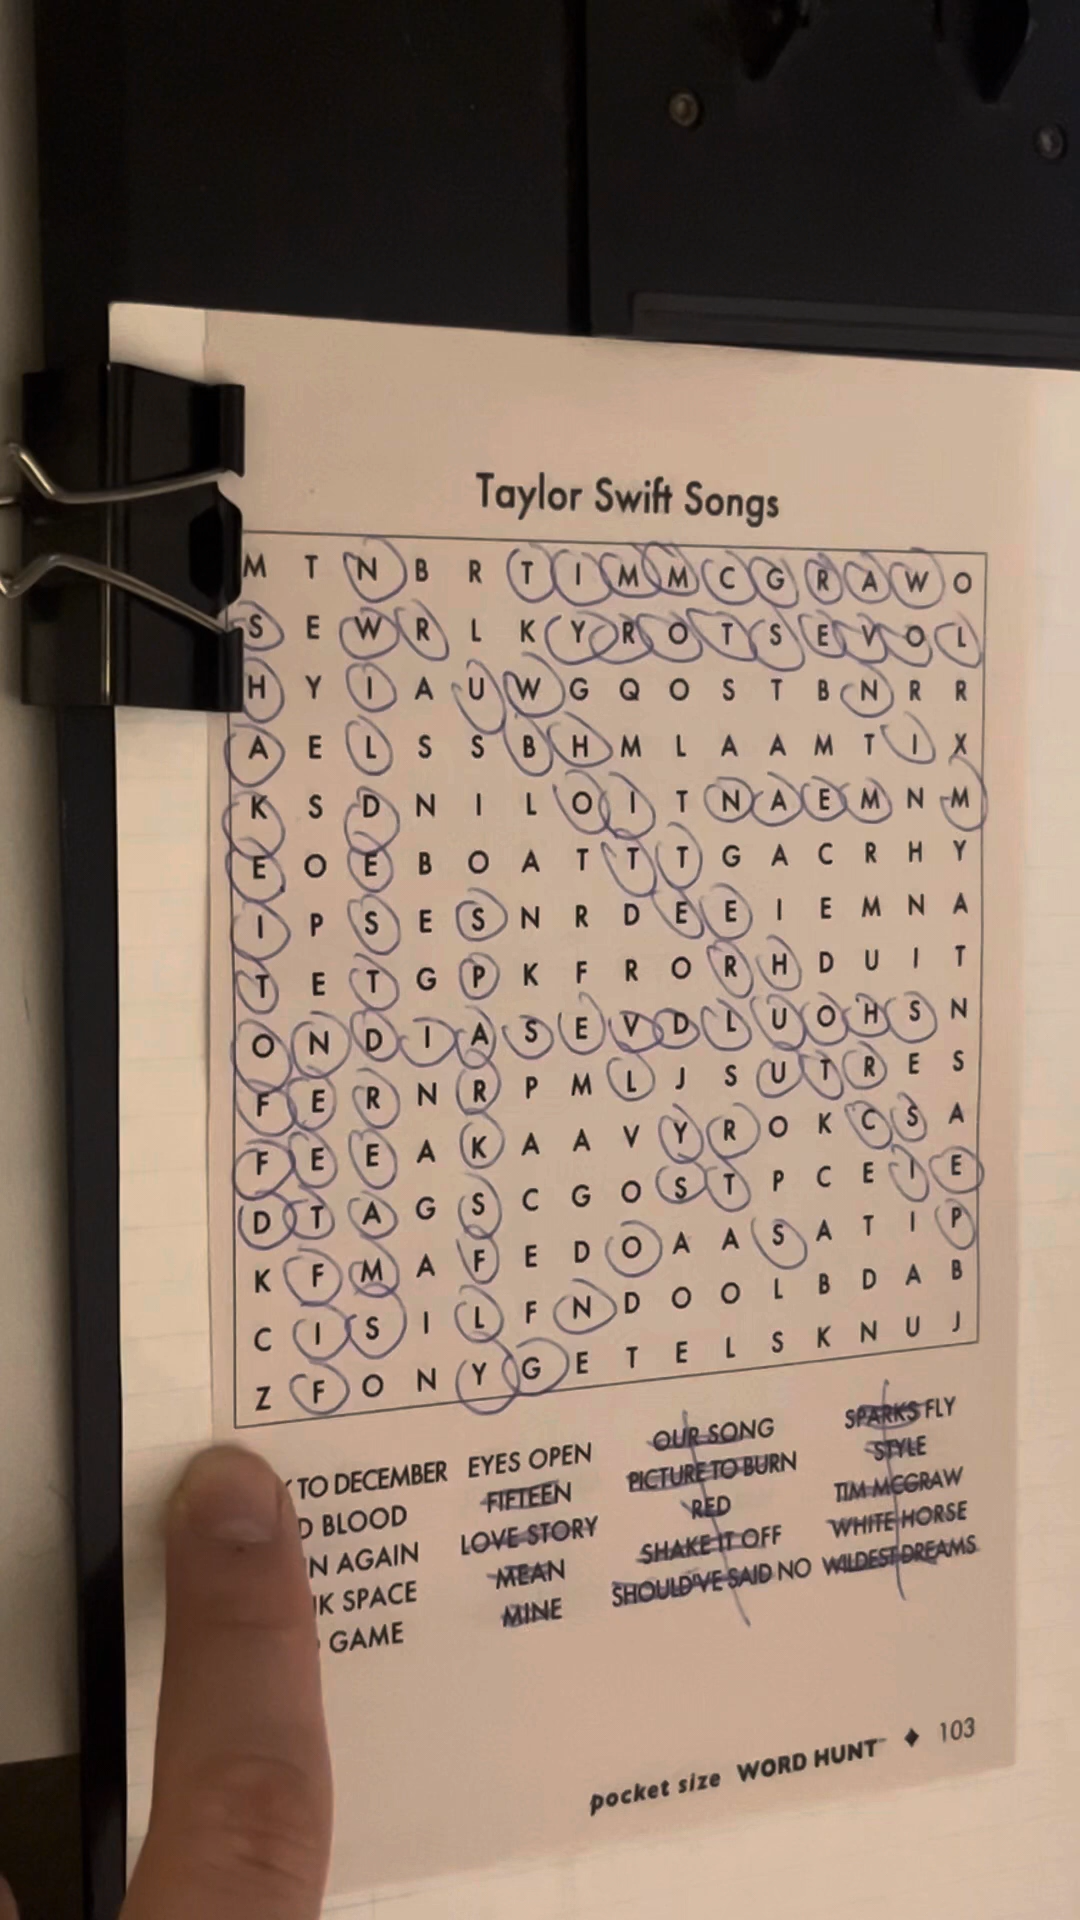 Taylor Swift Songs
M T N B R T I M M C G R A W O
S E W R L K Y R O T S E V O L
H Y I A U W G Q O S T B N R R
A E L S S B H M L A A M T I X
K S D N I L O I T N A E M N M
E O E B O A T T T G A C R H Y
I P S E S N R D E E I E M N A
T E T G P K F R O R H D U I T
O N D I A S E V D L U O H S N
F E R N R P M L J S U T R E S
F E E A K A A V Y R O K C S A
D T A G S C G O S T P C E I E
K F M A F E D O A A S A T I P
C I S I L F N D O O L B D A B
Z F O N Y G E T E L S K N U J
TO DECEMBER EYES OPEN OUR SONG SPARKS FLY
D BLOOD FIFTEEN PICTURE TO BURN STYLE
N AGAIN LOVE STORY RED TIM MCGRAW
K SPACE MEAN SHAKE IT OFF WHITE HORSE
GAME MINE SHOULD'VE SAID NO WILDEST DREAMS
pocket size WORD HUNT ♦ 103